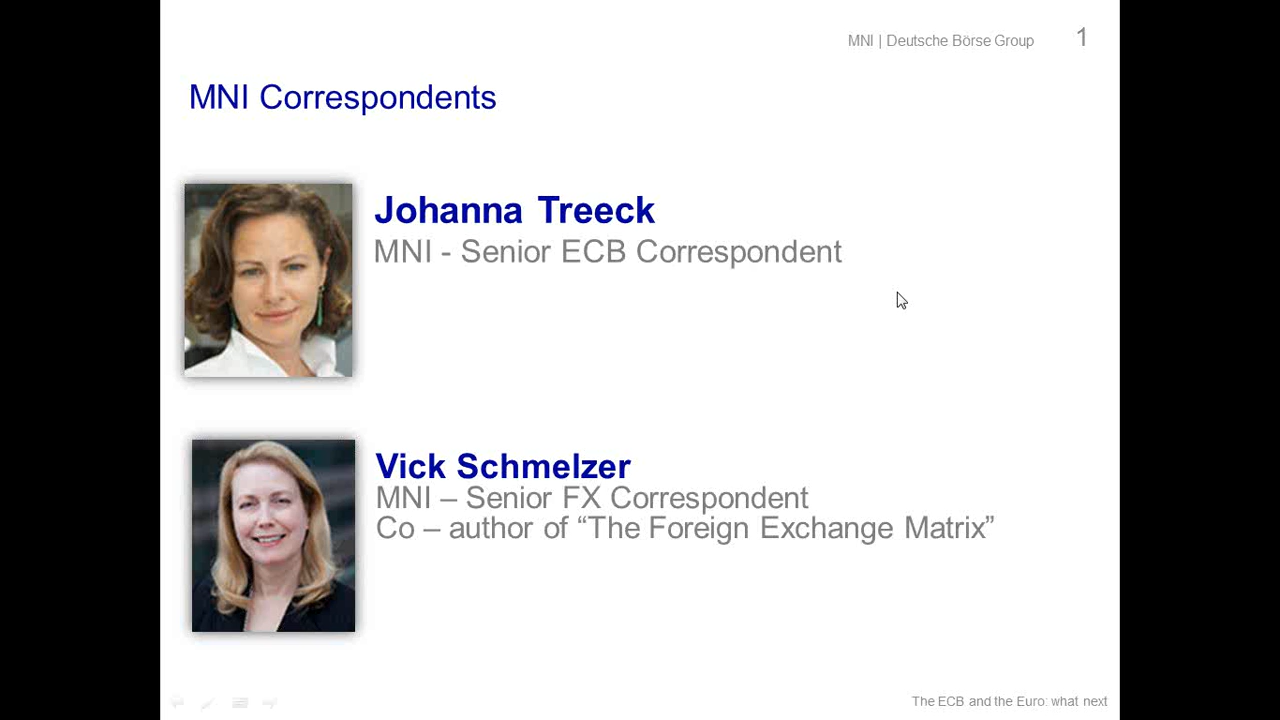 MNI | Deutsche Börse Group 1
MNI Correspondents
Johanna Treeck
MNI - Senior ECB Correspondent
Vick Schmelzer
MNI – Senior FX Correspondent
Co – author of “The Foreign Exchange Matrix”
The ECB and the Euro: what next